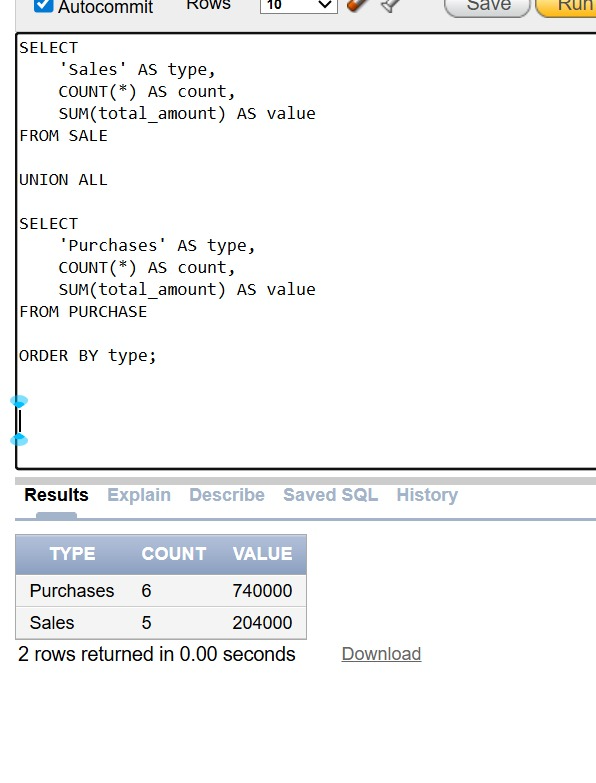 Autocommit Rows 10 Save Run
SELECT
    'Sales' AS type,
    COUNT(*) AS count,
    SUM(total_amount) AS value
FROM SALE
UNION ALL
SELECT
    'Purchases' AS type,
    COUNT(*) AS count,
    SUM(total_amount) AS value
FROM PURCHASE
ORDER BY type;
Results Explain Describe Saved SQL History
TYPE COUNT VALUE
Purchases 6 740000
Sales 5 204000
2 rows returned in 0.00 seconds Download